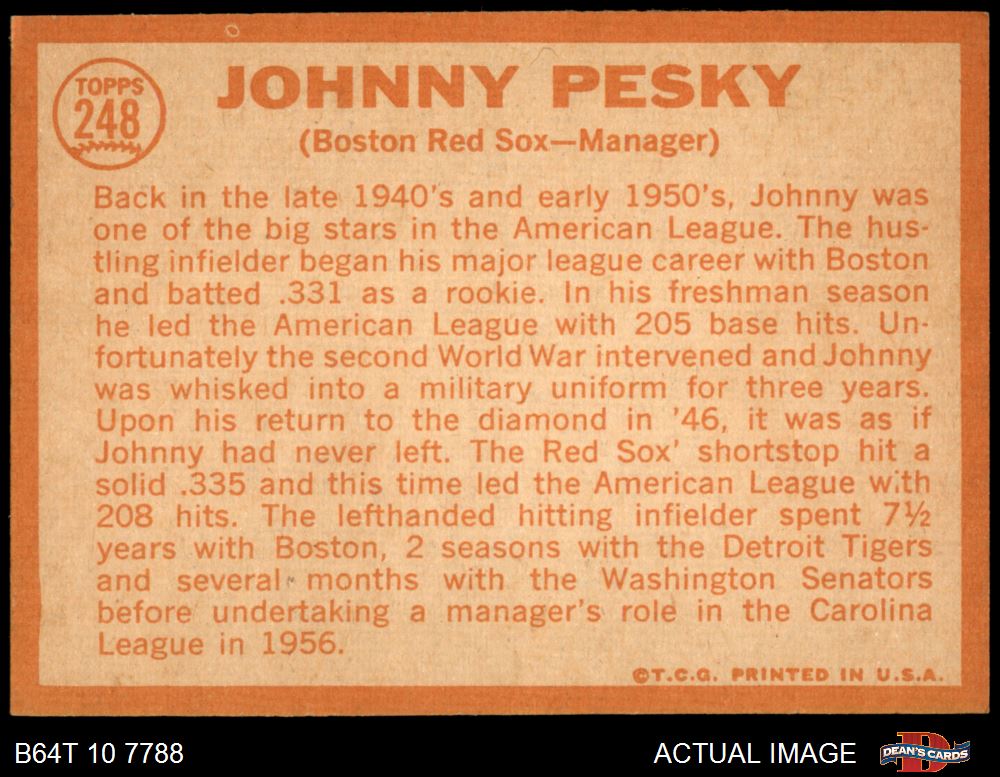 TOPPS
248
JOHNNY PESKY
(Boston Red Sox—Manager)
Back in the late 1940's and early 1950's, Johnny was
one of the big stars in the American League. The hus-
tling infielder began his major league career with Boston
and batted .331 as a rookie. In his freshman season
he led the American League with 205 base hits. Un-
fortunately the second World War intervened and Johnny
was whisked into a military uniform for three years.
Upon his return to the diamond in '46, it was as if
Johnny had never left. The Red Sox' shortstop hit a
solid .335 and this time led the American League with
208 hits. The lefthanded hitting infielder spent 7½
years with Boston, 2 seasons with the Detroit Tigers
and several months with the Washington Senators
before undertaking a manager's role in the Carolina
League in 1956.
©T.C.G. PRINTED IN U.S.A.
B64T 10 7788
ACTUAL IMAGE
D
DEAN'S CARDS